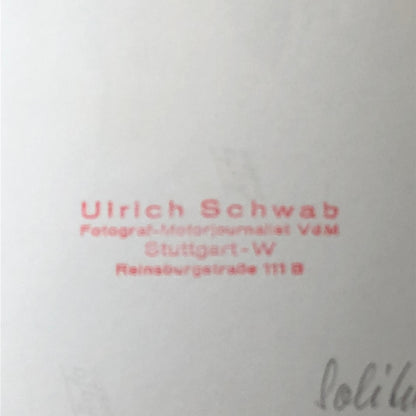 Ulrich Schwab
Fotograf-Motorjournalist VdM
Stuttgart-W
Reinsburgstraße 111 B